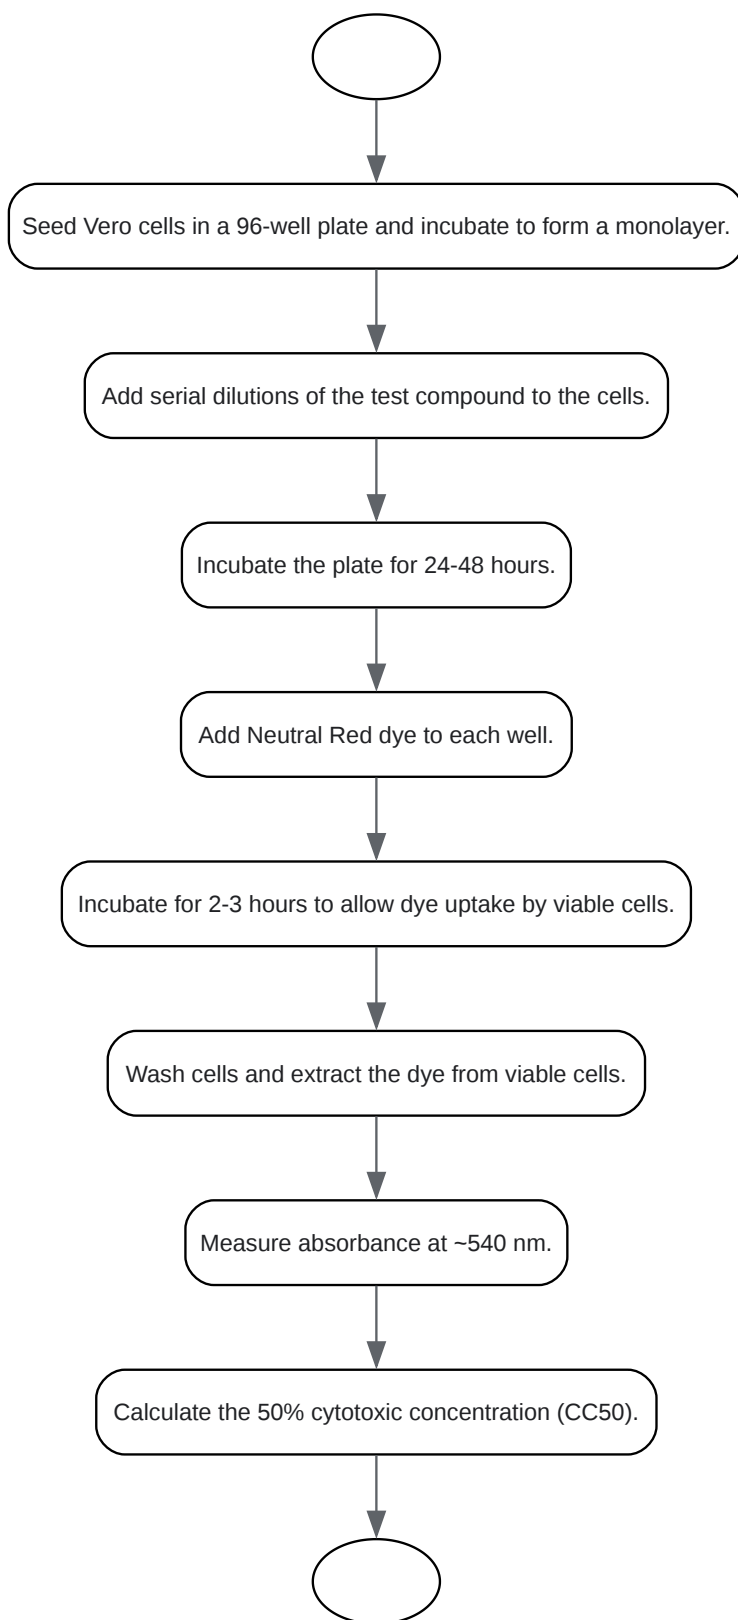 Seed Vero cells in a 96-well plate and incubate to form a monolayer.
Add serial dilutions of the test compound to the cells.
Incubate the plate for 24-48 hours.
Add Neutral Red dye to each well.
Incubate for 2-3 hours to allow dye uptake by viable cells.
Wash cells and extract the dye from viable cells.
Measure absorbance at ~540 nm.
Calculate the 50% cytotoxic concentration (CC50).